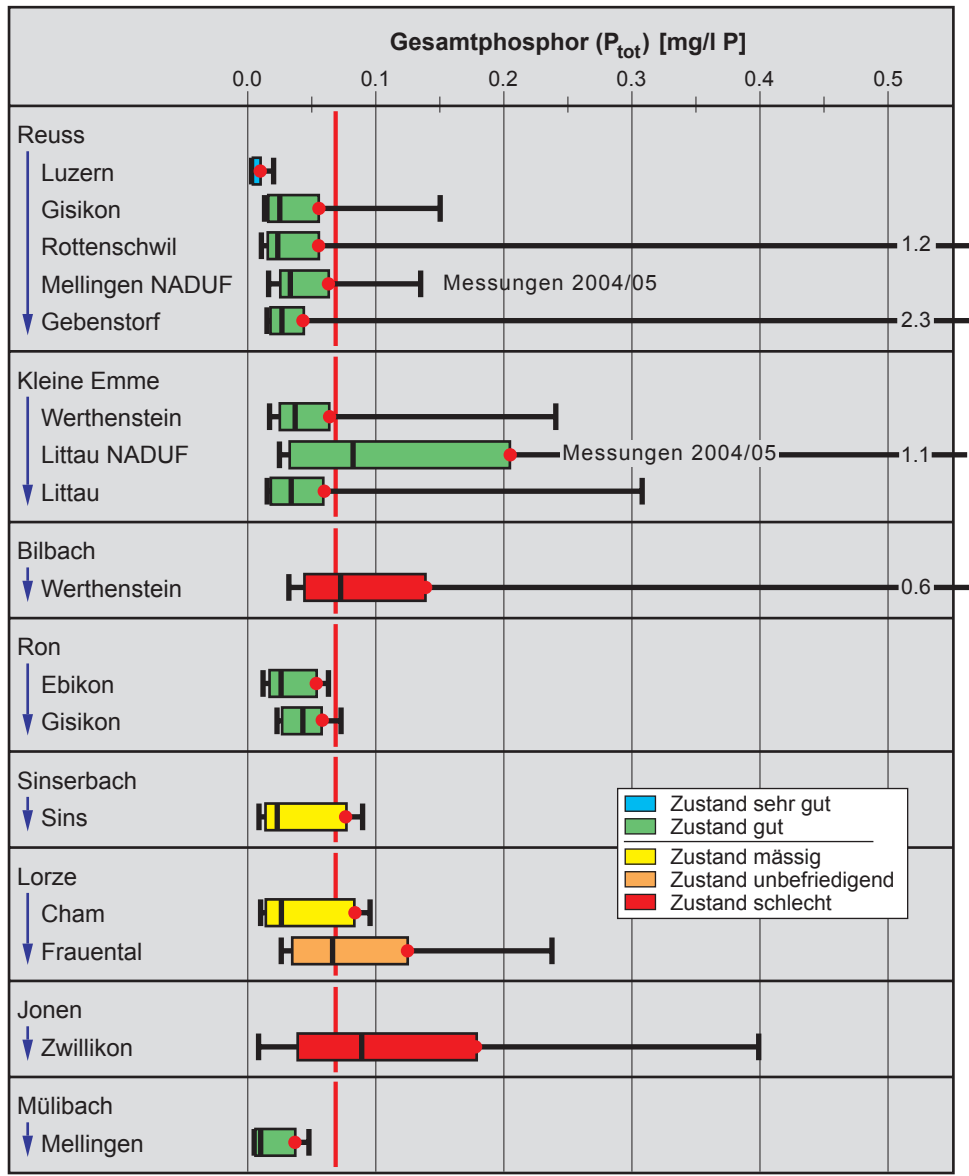 Gesamtphosphor (Ptot) [mg/l P]
0.0 0.1 0.2 0.3 0.4 0.5
Reuss
Luzern
Gisikon
Rottenschwil 1.2
Mellingen NADUF Messungen 2004/05
Gebenstorf 2.3
Kleine Emme
Werthenstein
Littau NADUF Messungen 2004/05 1.1
Littau
Bilbach
Werthenstein 0.6
Ron
Ebikon
Gisikon
Sinserbach
Sins
Lorze
Cham
Frauental
Jonen
Zwillikon
Mülibach
Mellingen
Zustand sehr gut
Zustand gut
Zustand mässig
Zustand unbefriedigend
Zustand schlecht